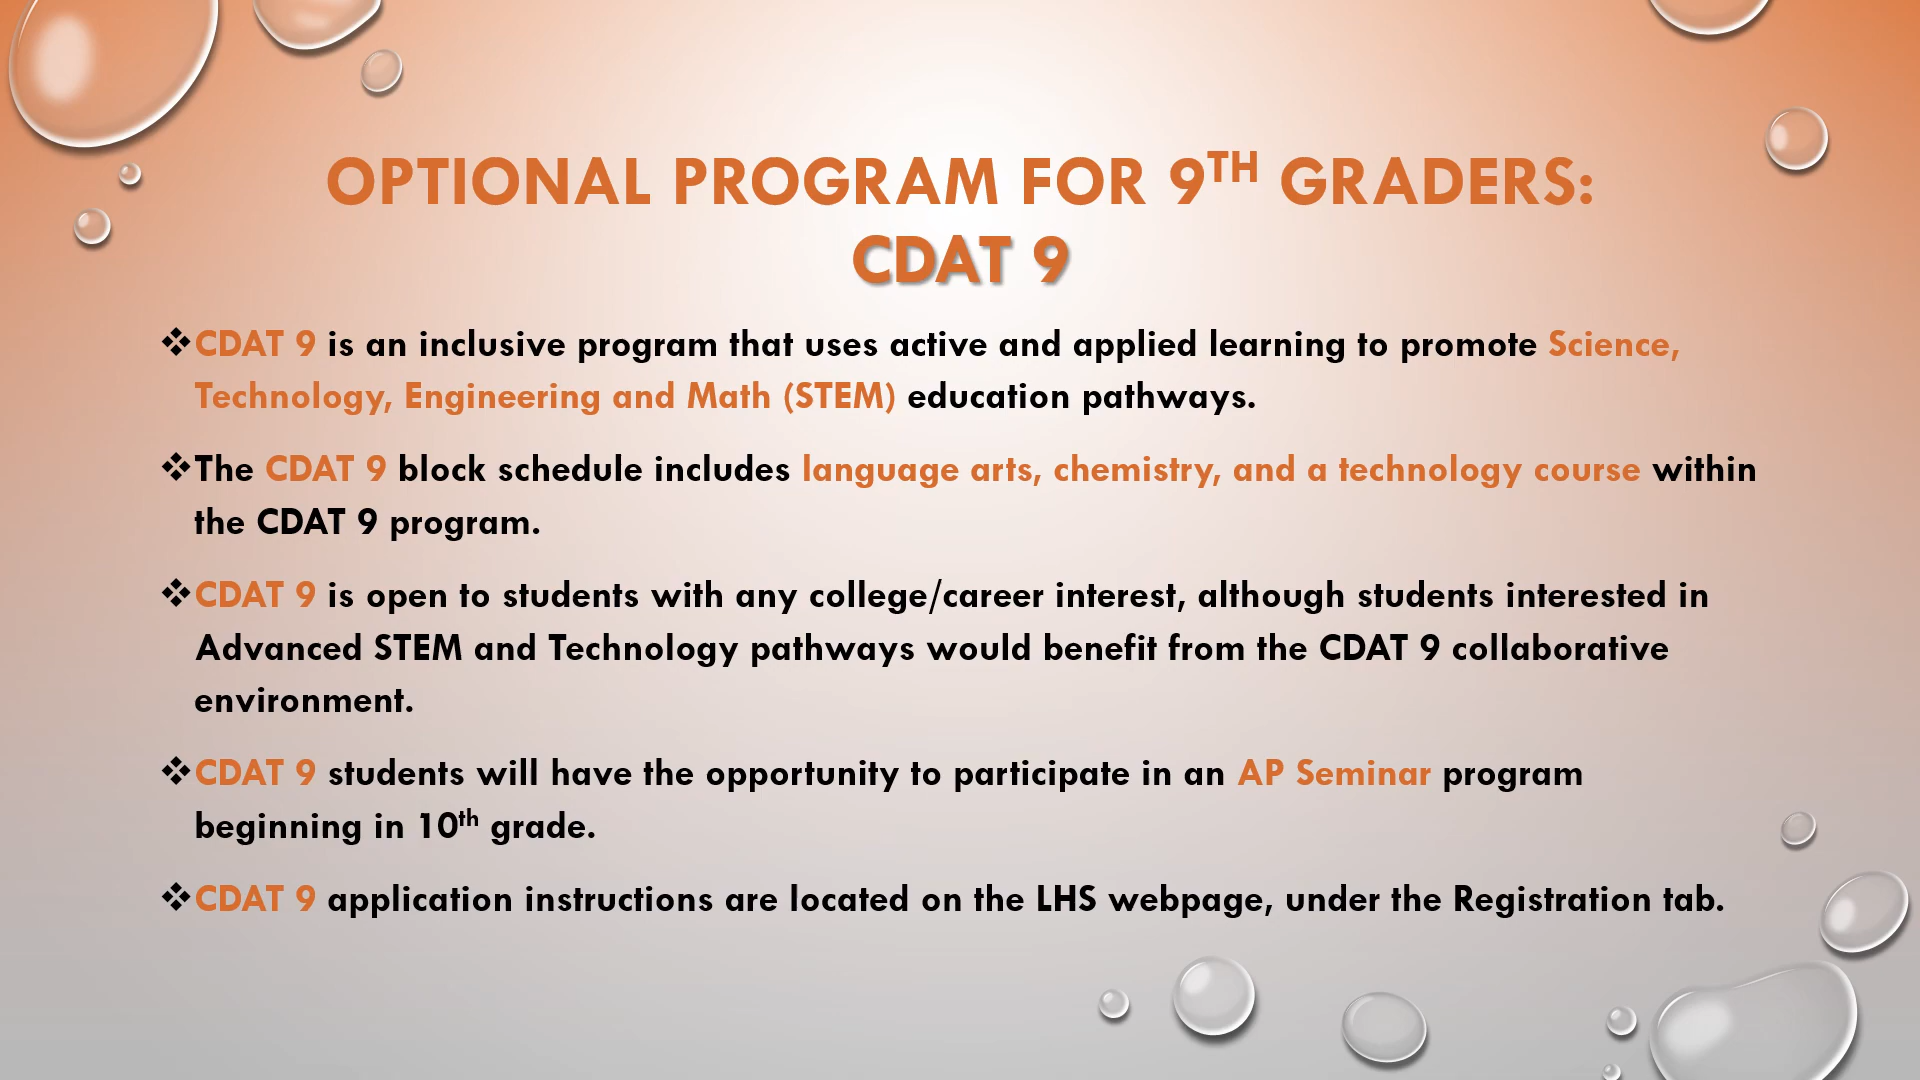 OPTIONAL PROGRAM FOR 9TH GRADERS:
CDAT 9
❖CDAT 9 is an inclusive program that uses active and applied learning to promote Science,
Technology, Engineering and Math (STEM) education pathways.
❖The CDAT 9 block schedule includes language arts, chemistry, and a technology course within
the CDAT 9 program.
❖CDAT 9 is open to students with any college/career interest, although students interested in
Advanced STEM and Technology pathways would benefit from the CDAT 9 collaborative
environment.
❖CDAT 9 students will have the opportunity to participate in an AP Seminar program
beginning in 10th grade.
❖CDAT 9 application instructions are located on the LHS webpage, under the Registration tab.